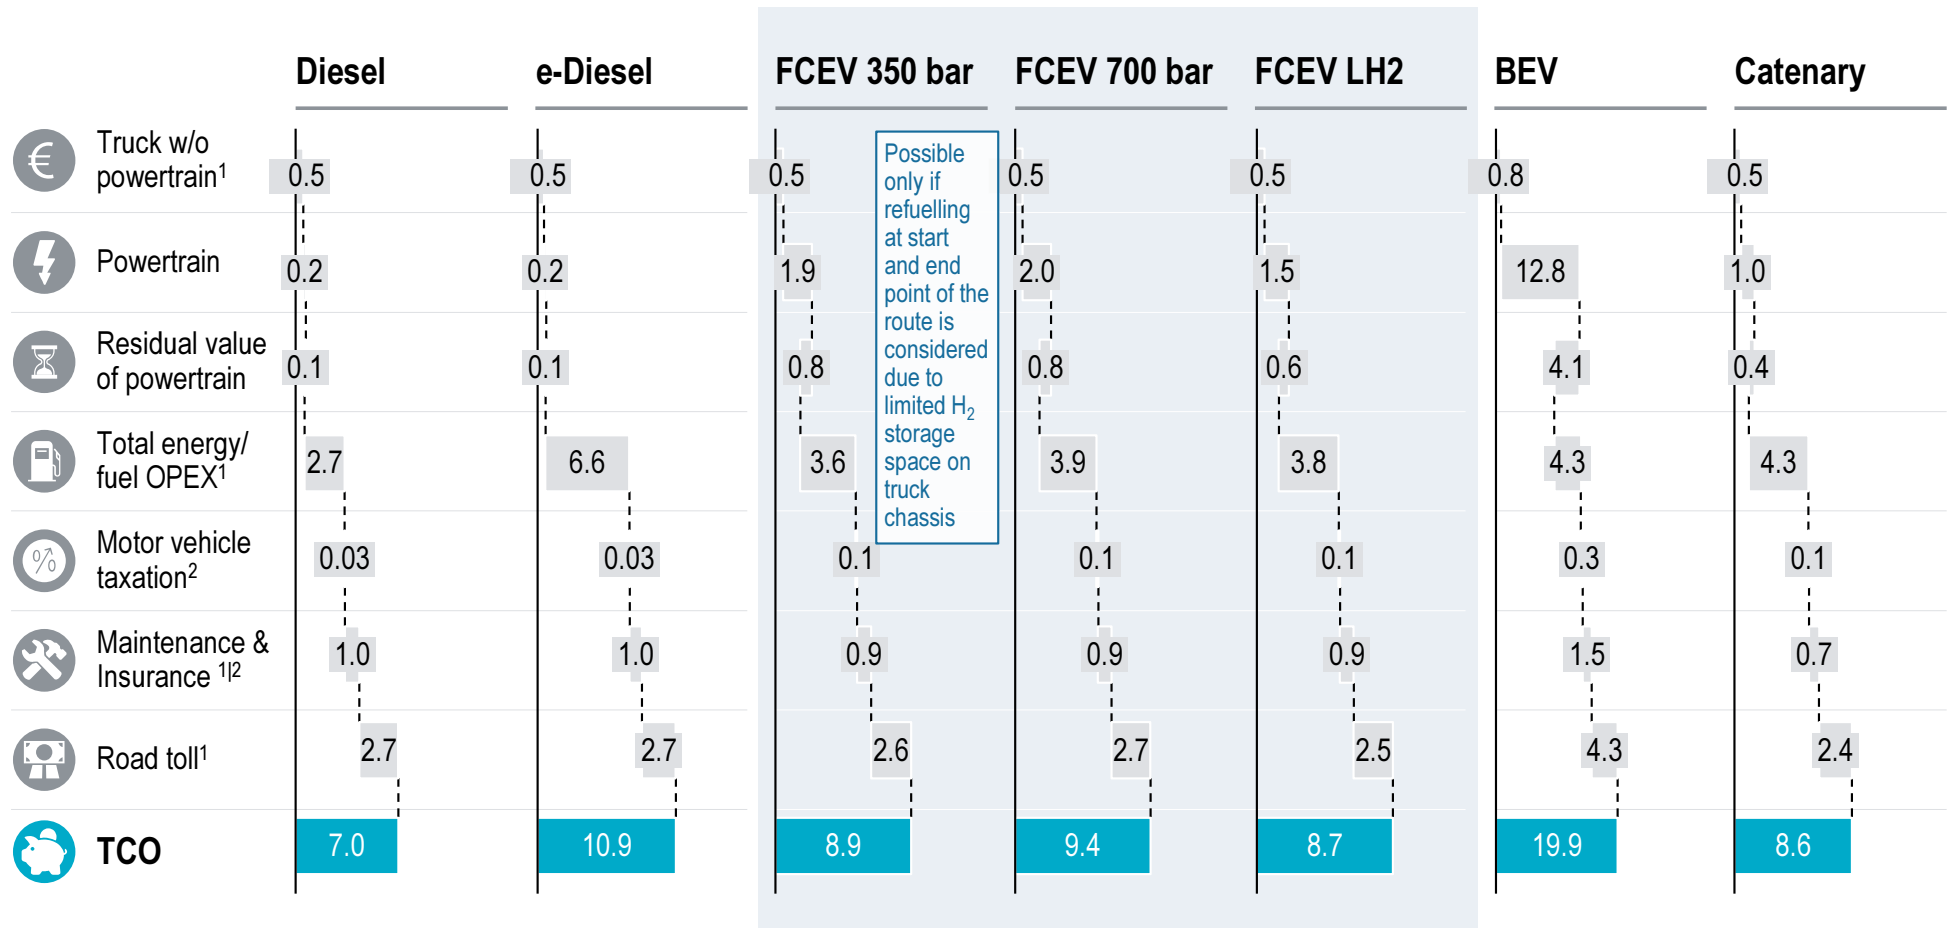 Diesel e-Diesel FCEV 350 bar FCEV 700 bar FCEV LH2 BEV Catenary
Truck w/o
powertrain1
0.5 0.5 0.5 0.5 0.5 0.8 0.5
Powertrain
0.2 0.2 1.9 2.0 1.5 12.8 1.0
Residual value
of powertrain
0.1 0.1 0.8 0.8 0.6 4.1 0.4
Total energy/
fuel OPEX1
2.7 6.6 3.6 3.9 3.8 4.3 4.3
Motor vehicle
taxation2
0.03 0.03 0.1 0.1 0.1 0.3 0.1
Maintenance &
Insurance 1|2
1.0 1.0 0.9 0.9 0.9 1.5 0.7
Road toll1
2.7 2.7 2.6 2.7 2.5 4.3 2.4
TCO
7.0 10.9 8.9 9.4 8.7 19.9 8.6
Possible
only if
refuelling
at start
and end
point of the
route is
considered
due to
limited H2
storage
space on
truck
chassis